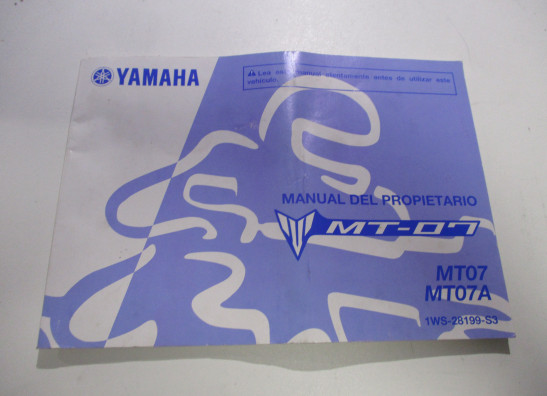 YAMAHA
Lea este manual atentamente antes de utilizar este
vehículo.
MANUAL DEL PROPIETARIO
MT-07
MT07
MT07A
1WS-28199-S3